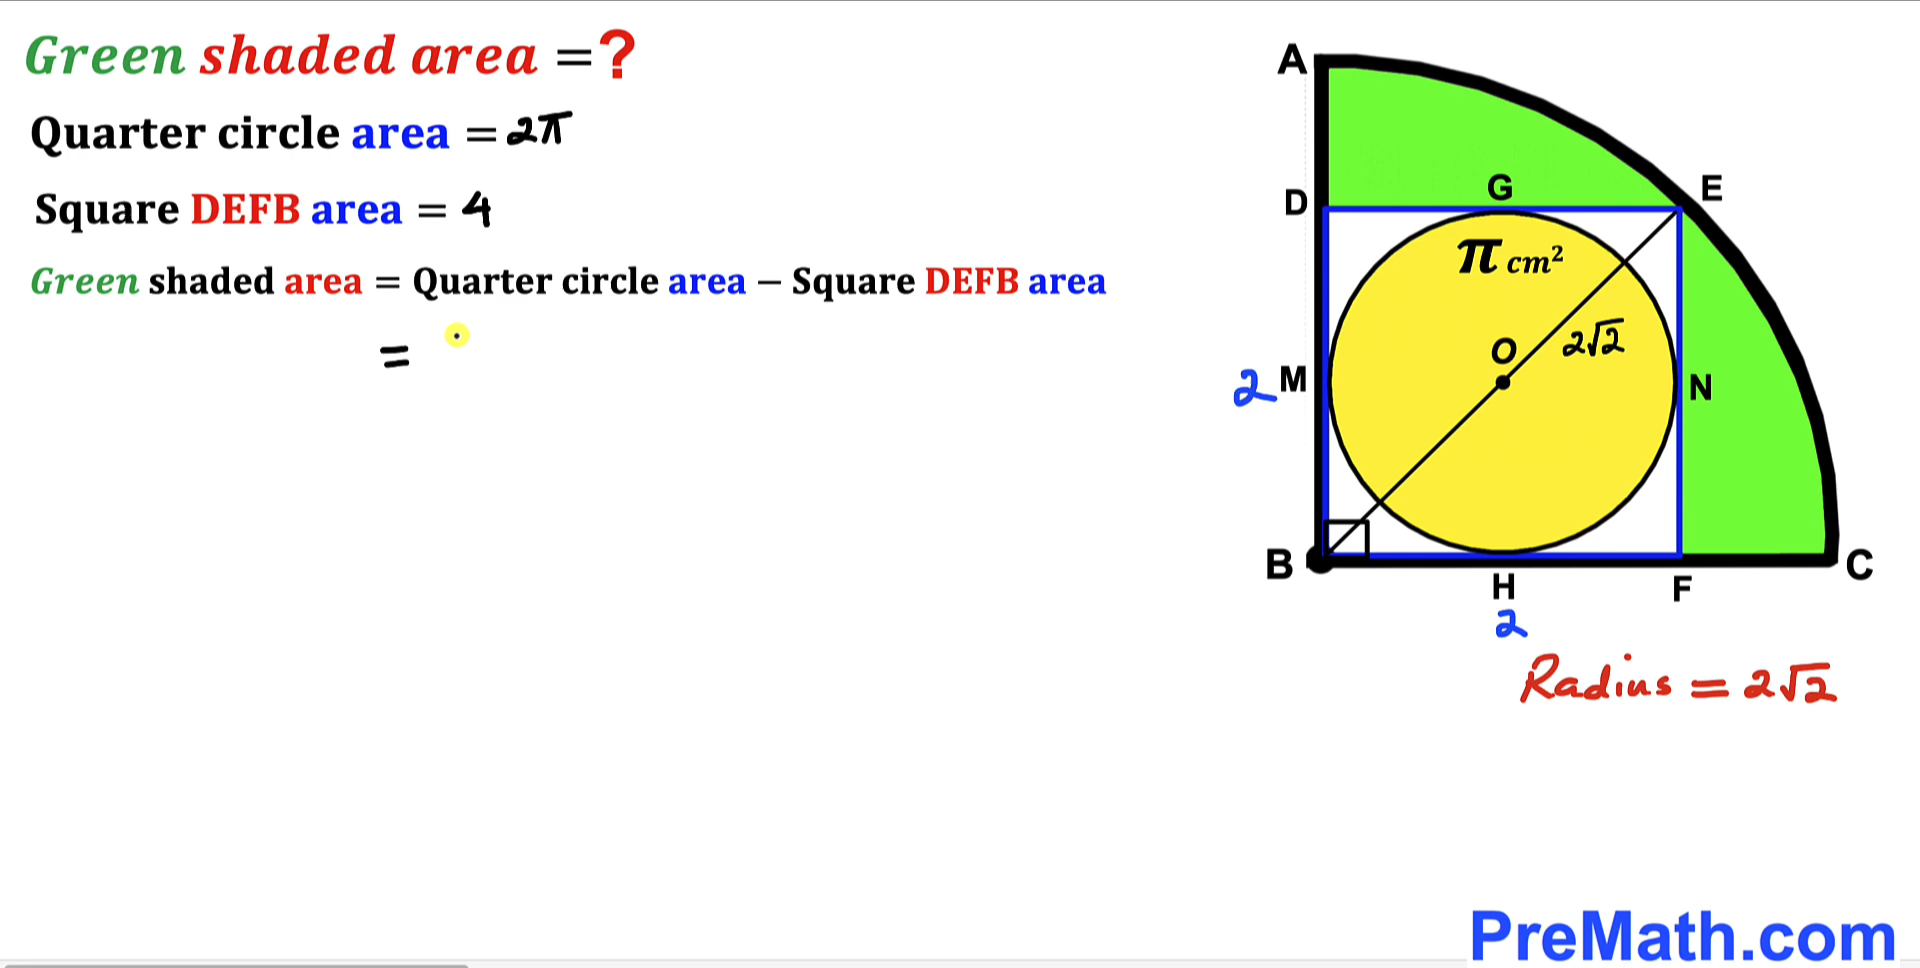 Green shaded area =?
Quarter circle area = 2π
Square DEFB area = 4
Green shaded area = Quarter circle area − Square DEFB area
=
A
D
G
E
π cm²
O
2√2
2
M
N
B
H
F
C
2
Radius = 2√2
PreMath.com